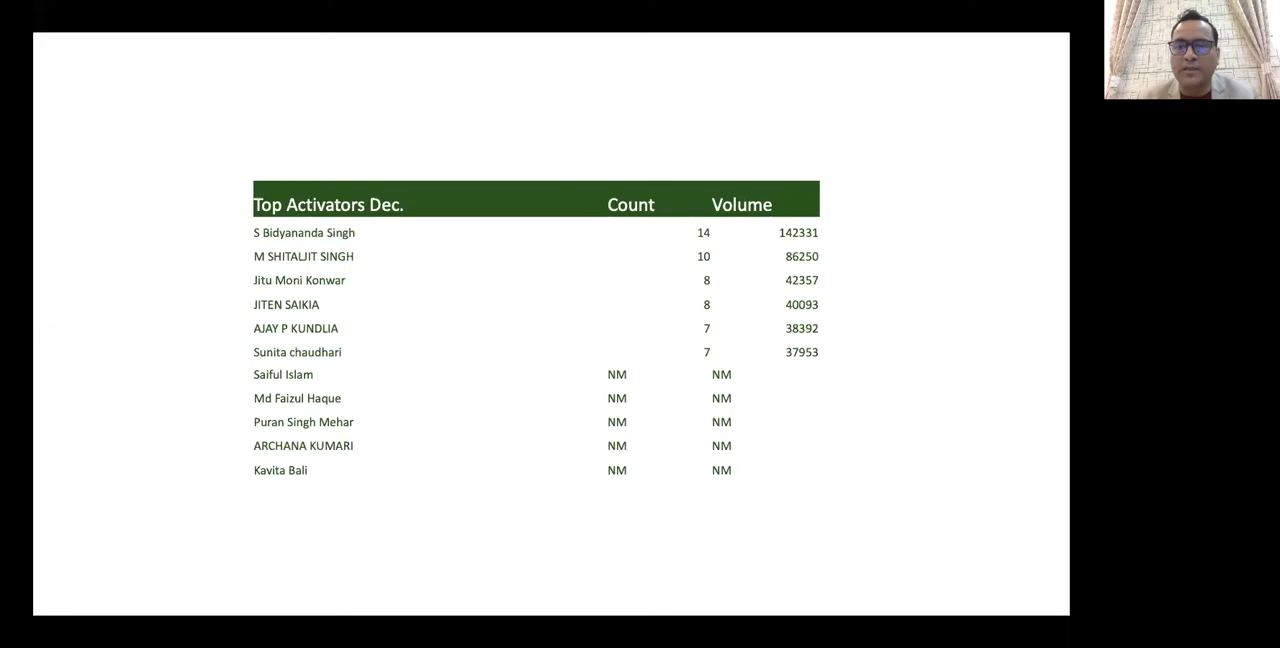 Top Activators Dec. Count Volume
S Bidyananda Singh 14 142331
M SHITALJIT SINGH 10 86250
Jitu Moni Konwar 8 42357
JITEN SAIKIA 8 40093
AJAY P KUNDLIA 7 38392
Sunita chaudhari 7 37953
Saiful Islam NM NM
Md Faizul Haque NM NM
Puran Singh Mehar NM NM
ARCHANA KUMARI NM NM
Kavita Bali NM NM